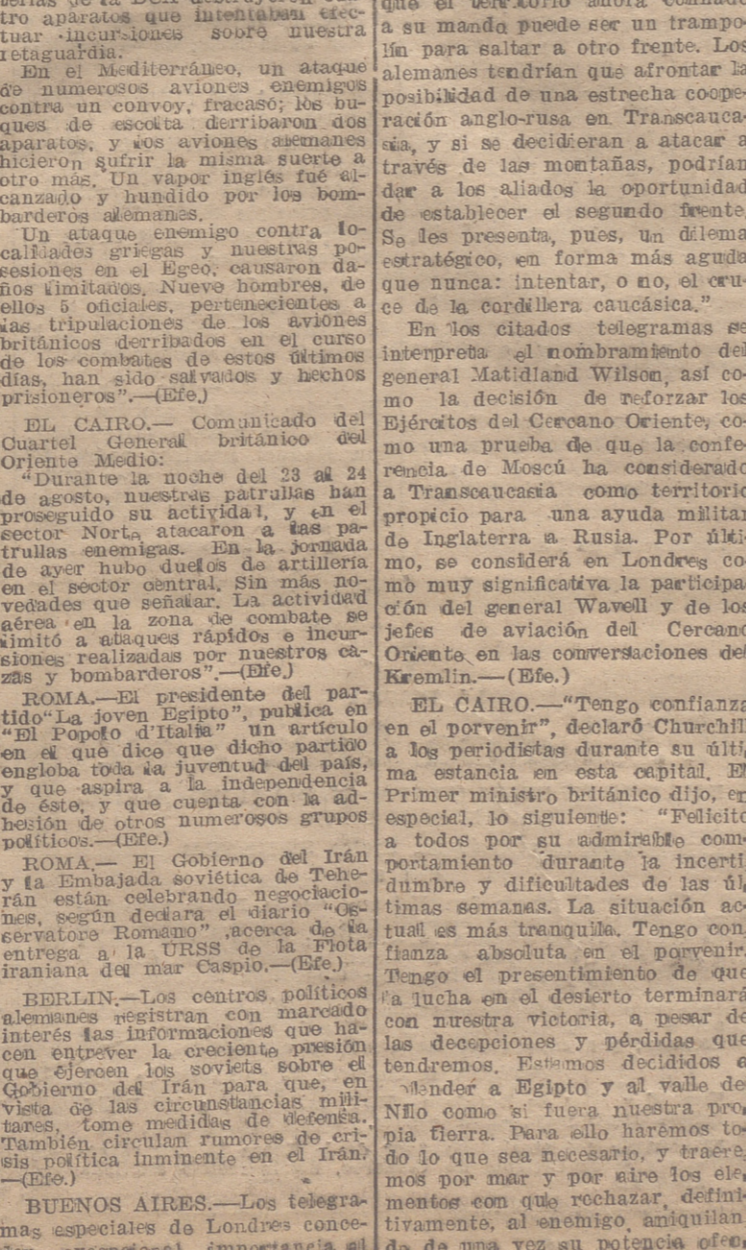 tro aparatos que intentaban efec-
tuar incursiones sobre nuestra
retaguardia.
En el Mediterráneo, un ataque
de numerosos aviones enemigos
contra un convoy, fracasó; los bu-
ques de escolta derribaron dos
aparatos, y los aviones alemanes
hicieron sufrir la misma suerte a
otro más. Un vapor inglés fué al-
canzado y hundido por los bom-
barderos alemanes.
Un ataque enemigo contra lo-
calidades griegas y nuestras po-
sesiones en el Egeo, causaron da-
ños limitados. Nueve hombres, de
ellos 5 oficiales, pertenecientes a
las tripulaciones de los aviones
británicos derribados en el curso
de los combates de estos últimos
días, han sido salvados y hechos
prisioneros".—(Efe.)
EL CAIRO.— Comunicado del
Cuartel General británico del
Oriente Medio:
"Durante la noche del 23 al 24
de agosto, nuestras patrullas han
proseguido su actividal, y en el
sector Norte atacaron a las pa-
trullas enemigas. En la jornada
de ayer hubo duelos de artillería
en el sector central. Sin más no-
vedades que señalar. La actividad
aérea en la zona de combate se
limitó a ataques rápidos e incur-
siones realizadas por nuestros ca-
zas y bombarderos".—(Efe.)
ROMA.—El presidente del par-
tido "La joven Egipto", publica en
"El Popolo d'Italia" un artículo
en el que dice que dicho partido
engloba toda la juventud del país,
y que aspira a la independencia
de éste, y que cuenta con la ad-
hesión de otros numerosos grupos
políticos.—(Efe.)
ROMA.— El Gobierno del Irán
y la Embajada soviética de Tehe-
rán están celebrando negociacio-
nes, según declara el diario "Os-
servatore Romano" ,acerca de la
entrega a la URSS de la Flota
iraniana del mar Caspio.—(Efe.)
BERLIN.—Los centros políticos
alemanes registran con marcado
interés las informaciones que ha-
cen entrever la creciente presión
que ejercen los soviets sobre el
Gobierno del Irán para que, en
vista de las circunstancias mili-
tares, tome medidas de defensa.
También circulan rumores de cri-
sis política inminente en el Irán.
—(Efe.)
BUENOS AIRES.—Los telegra-
mas especiales de Londres conce-
que el territorio ahora
a su mando puede ser un trampo
lín para saltar a otro frente. Los
alemanes tendrían que afrontar la
posibilidad de una estrecha coope-
ración anglo-rusa en Transcauca-
sia, y si se decidieran a atacar a
través de las montañas, podrían
dar a los aliados la oportunidad
de establecer el segundo frente.
Se les presenta, pues, un dilema
estratégico, en forma más aguda
que nunca: intentar, o no, el cru-
ce de la cordillera caucásica."
En los citados telegramas se
interpreta el nombramiento del
general Matidland Wilson, así co-
mo la decisión de reforzar los
Ejércitos del Cercano Oriente, co-
mo una prueba de que la confe-
rencia de Moscú ha considerado
a Transcaucasia como territorio
propicio para una ayuda militar
de Inglaterra a Rusia. Por últi-
mo, se considerá en Londres co-
mo muy significativa la participa
ción del general Wavell y de los
jefes de aviación del Cercano
Oriente en las conversaciones del
Kremlin.—(Efe.)
EL CAIRO.—"Tengo confianza
en el porvenir", declaró Churchill
a los periodistas durante su últi
ma estancia en esta capital. El
Primer ministro británico dijo, en
especial, lo siguiente: "Felicito
a todos por su admirable com-
portamiento durante la incerti
dumbre y dificultades de las úl
timas semanas. La situación ac-
tual es más tranquila. Tengo con
fianza absoluta en el porvenir.
Tengo el presentimiento de que
la lucha en el desierto terminará
con nuestra victoria, a pesar de
las decepciones y pérdidas que
tendremos. Estamos decididos a
a Egipto y al valle de
Nilo como si fuera nuestra pro
pia tierra. Para ello harémos to-
do lo que sea necesario, y traere
mos por mar y por aire los ele
mentos con que rechazar, defini
tivamente, al enemigo, aniquilan
do de una vez su potencia